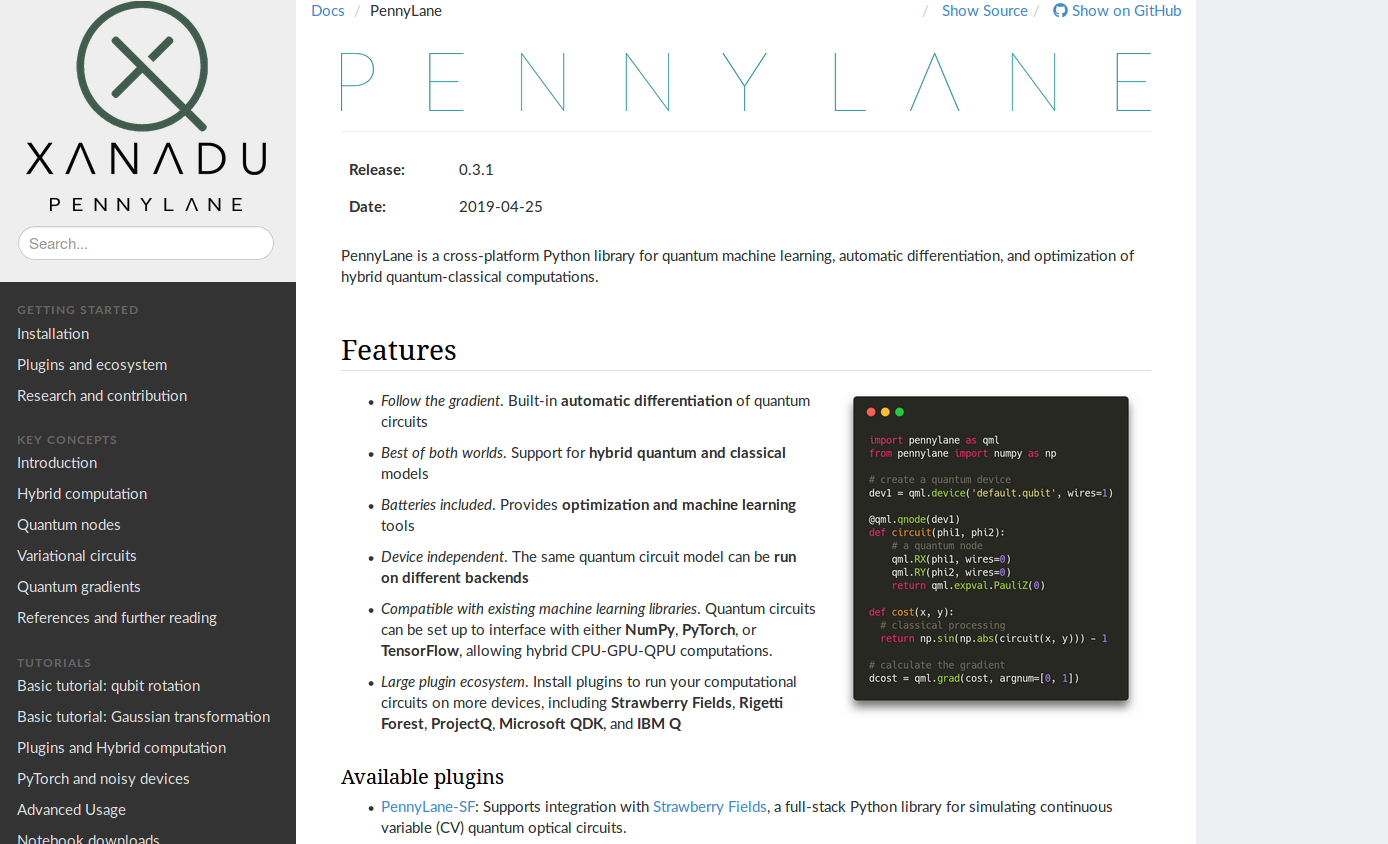 XANADU
PENNYLANE
Search...
GETTING STARTED
Installation
Plugins and ecosystem
Research and contribution
KEY CONCEPTS
Introduction
Hybrid computation
Quantum nodes
Variational circuits
Quantum gradients
References and further reading
TUTORIALS
Basic tutorial: qubit rotation
Basic tutorial: Gaussian transformation
Plugins and Hybrid computation
PyTorch and noisy devices
Advanced Usage
Notebook downloads
Docs / PennyLane / Show Source / Show on GitHub
PENNYLANE
Release: 0.3.1
Date: 2019-04-25
PennyLane is a cross-platform Python library for quantum machine learning, automatic differentiation, and optimization of
hybrid quantum-classical computations.
Features
• Follow the gradient. Built-in automatic differentiation of quantum
circuits
• Best of both worlds. Support for hybrid quantum and classical
models
• Batteries included. Provides optimization and machine learning
tools
• Device independent. The same quantum circuit model can be run
on different backends
• Compatible with existing machine learning libraries. Quantum circuits
can be set up to interface with either NumPy, PyTorch, or
TensorFlow, allowing hybrid CPU-GPU-QPU computations.
• Large plugin ecosystem. Install plugins to run your computational
circuits on more devices, including Strawberry Fields, Rigetti
Forest, ProjectQ, Microsoft QDK, and IBM Q
import pennylane as qml
from pennylane import numpy as np
# create a quantum device
dev1 = qml.device('default.qubit', wires=1)
@qml.qnode(dev1)
def circuit(phi1, phi2):
    # a quantum node
    qml.RX(phi1, wires=0)
    qml.RY(phi2, wires=0)
    return qml.expval.PauliZ(0)
def cost(x, y):
  # classical processing
  return np.sin(np.abs(circuit(x, y))) - 1
# calculate the gradient
dcost = qml.grad(cost, argnum=[0, 1])
Available plugins
• PennyLane-SF: Supports integration with Strawberry Fields, a full-stack Python library for simulating continuous
variable (CV) quantum optical circuits.